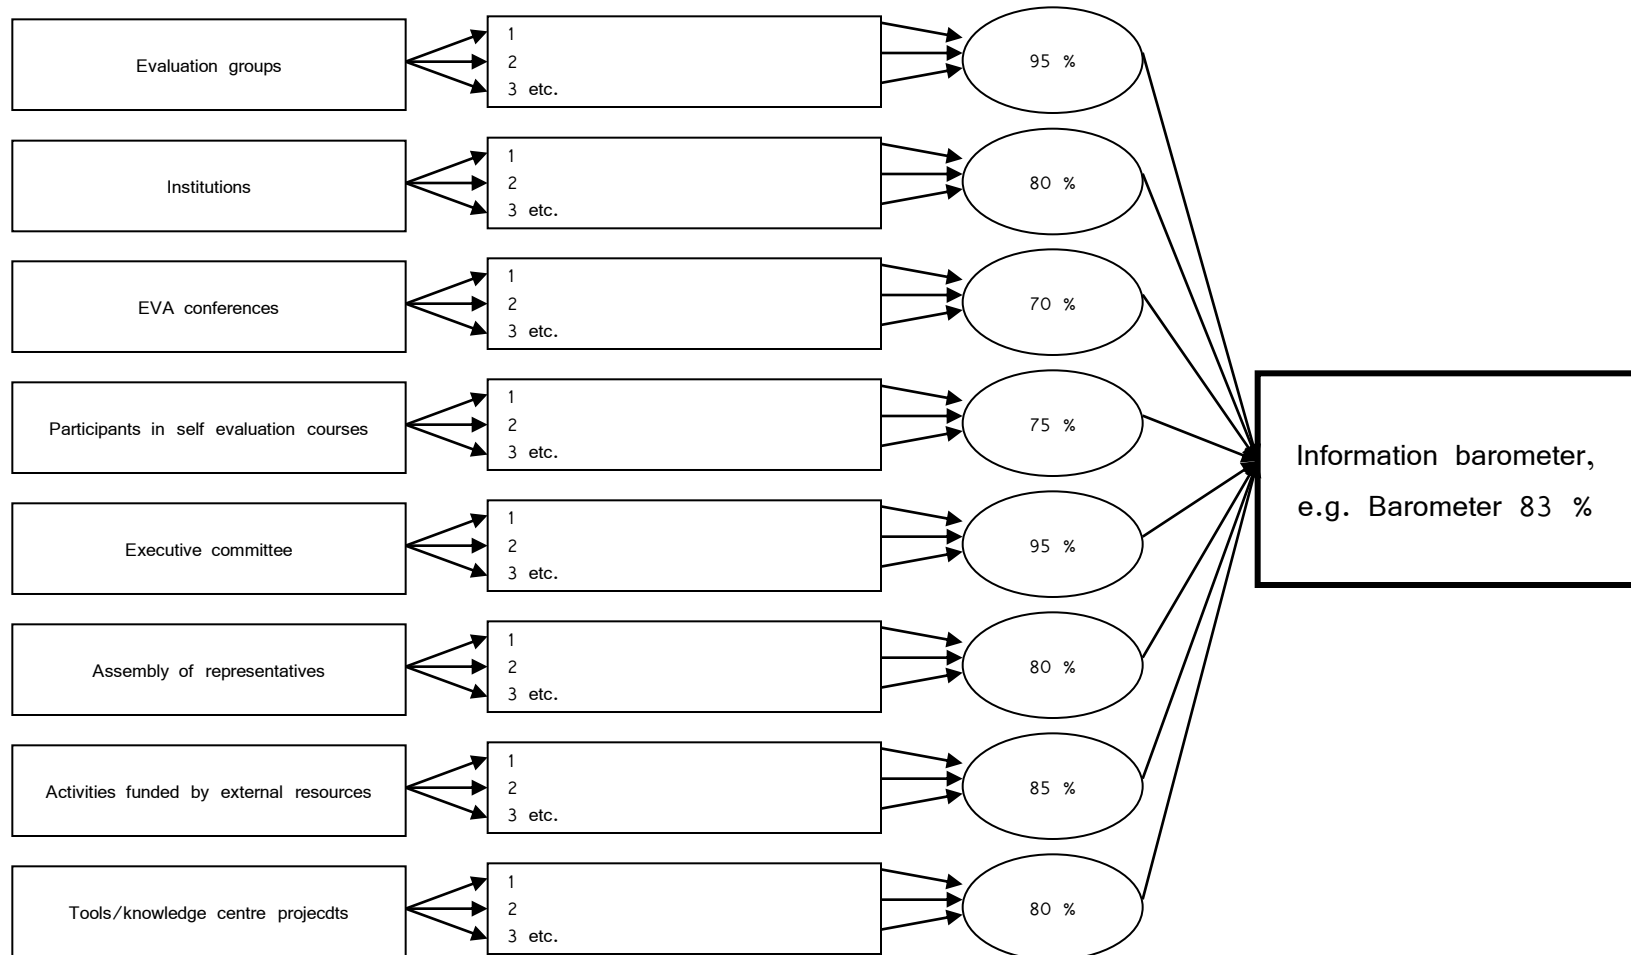 Evaluation groups
1
2
3 etc.
95 %
Institutions
1
2
3 etc.
80 %
EVA conferences
1
2
3 etc.
70 %
Participants in self evaluation courses
1
2
3 etc.
75 %
Executive committee
1
2
3 etc.
95 %
Assembly of representatives
1
2
3 etc.
80 %
Activities funded by external resources
1
2
3 etc.
85 %
Tools/knowledge centre projecdts
1
2
3 etc.
80 %
Information barometer,
e.g. Barometer 83 %